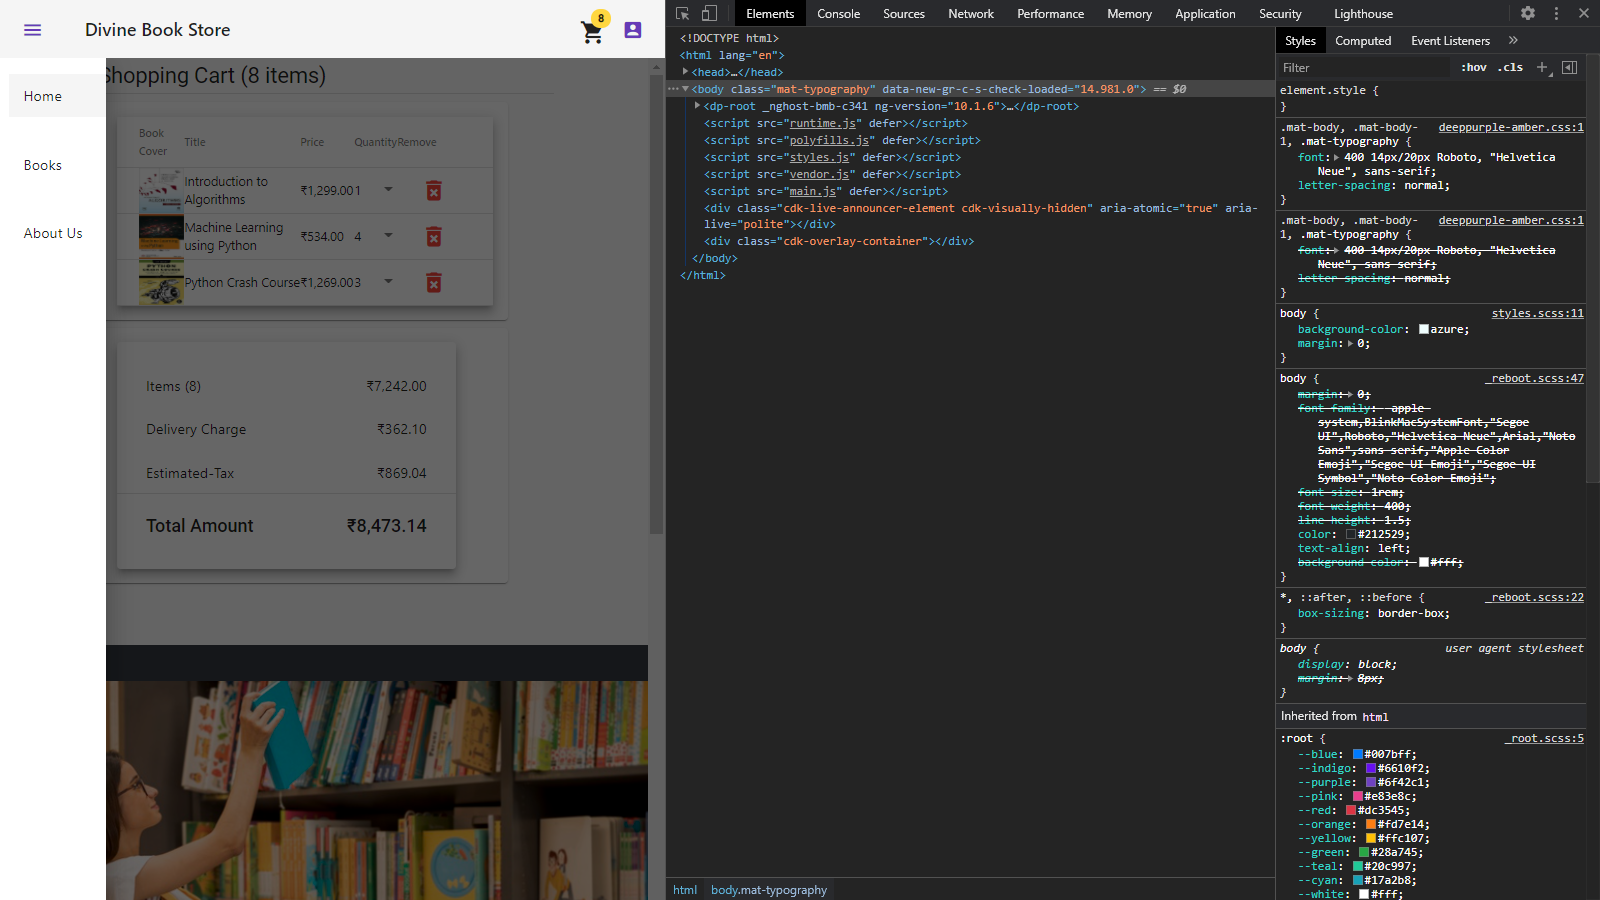 Divine Book Store
8
Home
Books
About Us
Shopping Cart (8 items)
Book Cover Title Price Quantity Remove
Introduction to Algorithms ₹1,299.00 1
Machine Learning using Python ₹534.00 4
Python Crash Course ₹1,269.00 3
Items (8) ₹7,242.00
Delivery Charge ₹362.10
Estimated-Tax ₹869.04
Total Amount ₹8,473.14
Elements Console Sources Network Performance Memory Application Security Lighthouse
<!DOCTYPE html>
<html lang="en">
<head>…</head>
<body class="mat-typography" data-new-gr-c-s-check-loaded="14.981.0"> == $0
<dp-root _nghost-bmb-c341 ng-version="10.1.6">…</dp-root>
<script src="runtime.js" defer></script>
<script src="polyfills.js" defer></script>
<script src="styles.js" defer></script>
<script src="vendor.js" defer></script>
<script src="main.js" defer></script>
<div class="cdk-live-announcer-element cdk-visually-hidden" aria-atomic="true" aria-
live="polite"></div>
<div class="cdk-overlay-container"></div>
</body>
</html>
html body.mat-typography
Styles Computed Event Listeners »
Filter :hov .cls +
element.style {
}
.mat-body, .mat-body- deeppurple-amber.css:1
1, .mat-typography {
font: 400 14px/20px Roboto, "Helvetica
Neue", sans-serif;
letter-spacing: normal;
}
.mat-body, .mat-body- deeppurple-amber.css:1
1, .mat-typography {
font: 400 14px/20px Roboto, "Helvetica
Neue", sans-serif;
letter-spacing: normal;
}
body { styles.scss:11
background-color: azure;
margin: 0;
}
body { _reboot.scss:47
margin: 0;
font-family: -apple-
system,BlinkMacSystemFont,"Segoe
UI",Roboto,"Helvetica Neue",Arial,"Noto
Sans",sans-serif,"Apple Color
Emoji","Segoe UI Emoji","Segoe UI
Symbol","Noto Color Emoji";
font-size: 1rem;
font-weight: 400;
line-height: 1.5;
color: #212529;
text-align: left;
background-color: #fff;
}
*, ::after, ::before { _reboot.scss:22
box-sizing: border-box;
}
body { user agent stylesheet
display: block;
margin: 8px;
}
Inherited from html
:root { _root.scss:5
--blue: #007bff;
--indigo: #6610f2;
--purple: #6f42c1;
--pink: #e83e8c;
--red: #dc3545;
--orange: #fd7e14;
--yellow: #ffc107;
--green: #28a745;
--teal: #20c997;
--cyan: #17a2b8;
--white: #fff;